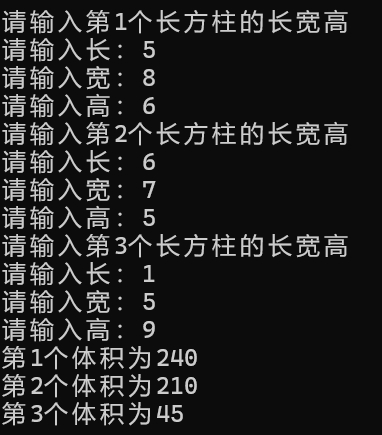 请输入第1个长方柱的长宽高
请输入长：5
请输入宽：8
请输入高：6
请输入第2个长方柱的长宽高
请输入长：6
请输入宽：7
请输入高：5
请输入第3个长方柱的长宽高
请输入长：1
请输入宽：5
请输入高：9
第1个体积为240
第2个体积为210
第3个体积为45